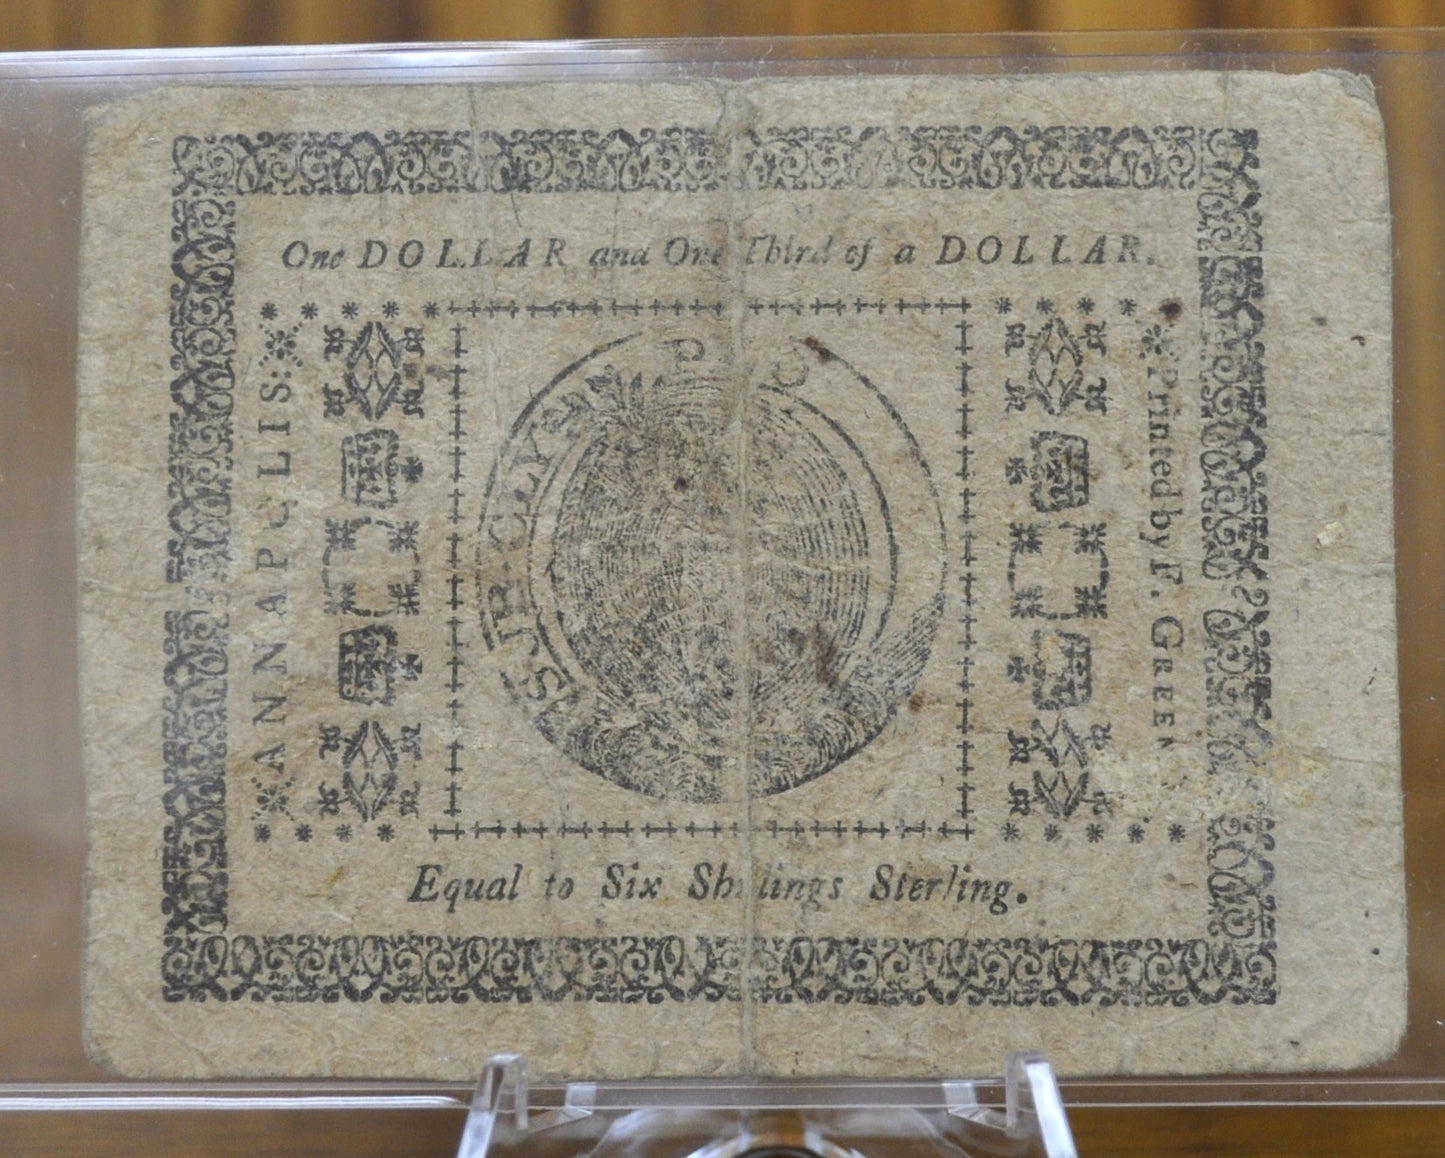 One DOLLAR and One Third of a DOLLAR.
ANNAPOLIS:
Printed by F. GREEN
Equal to Six Shillings Sterling.